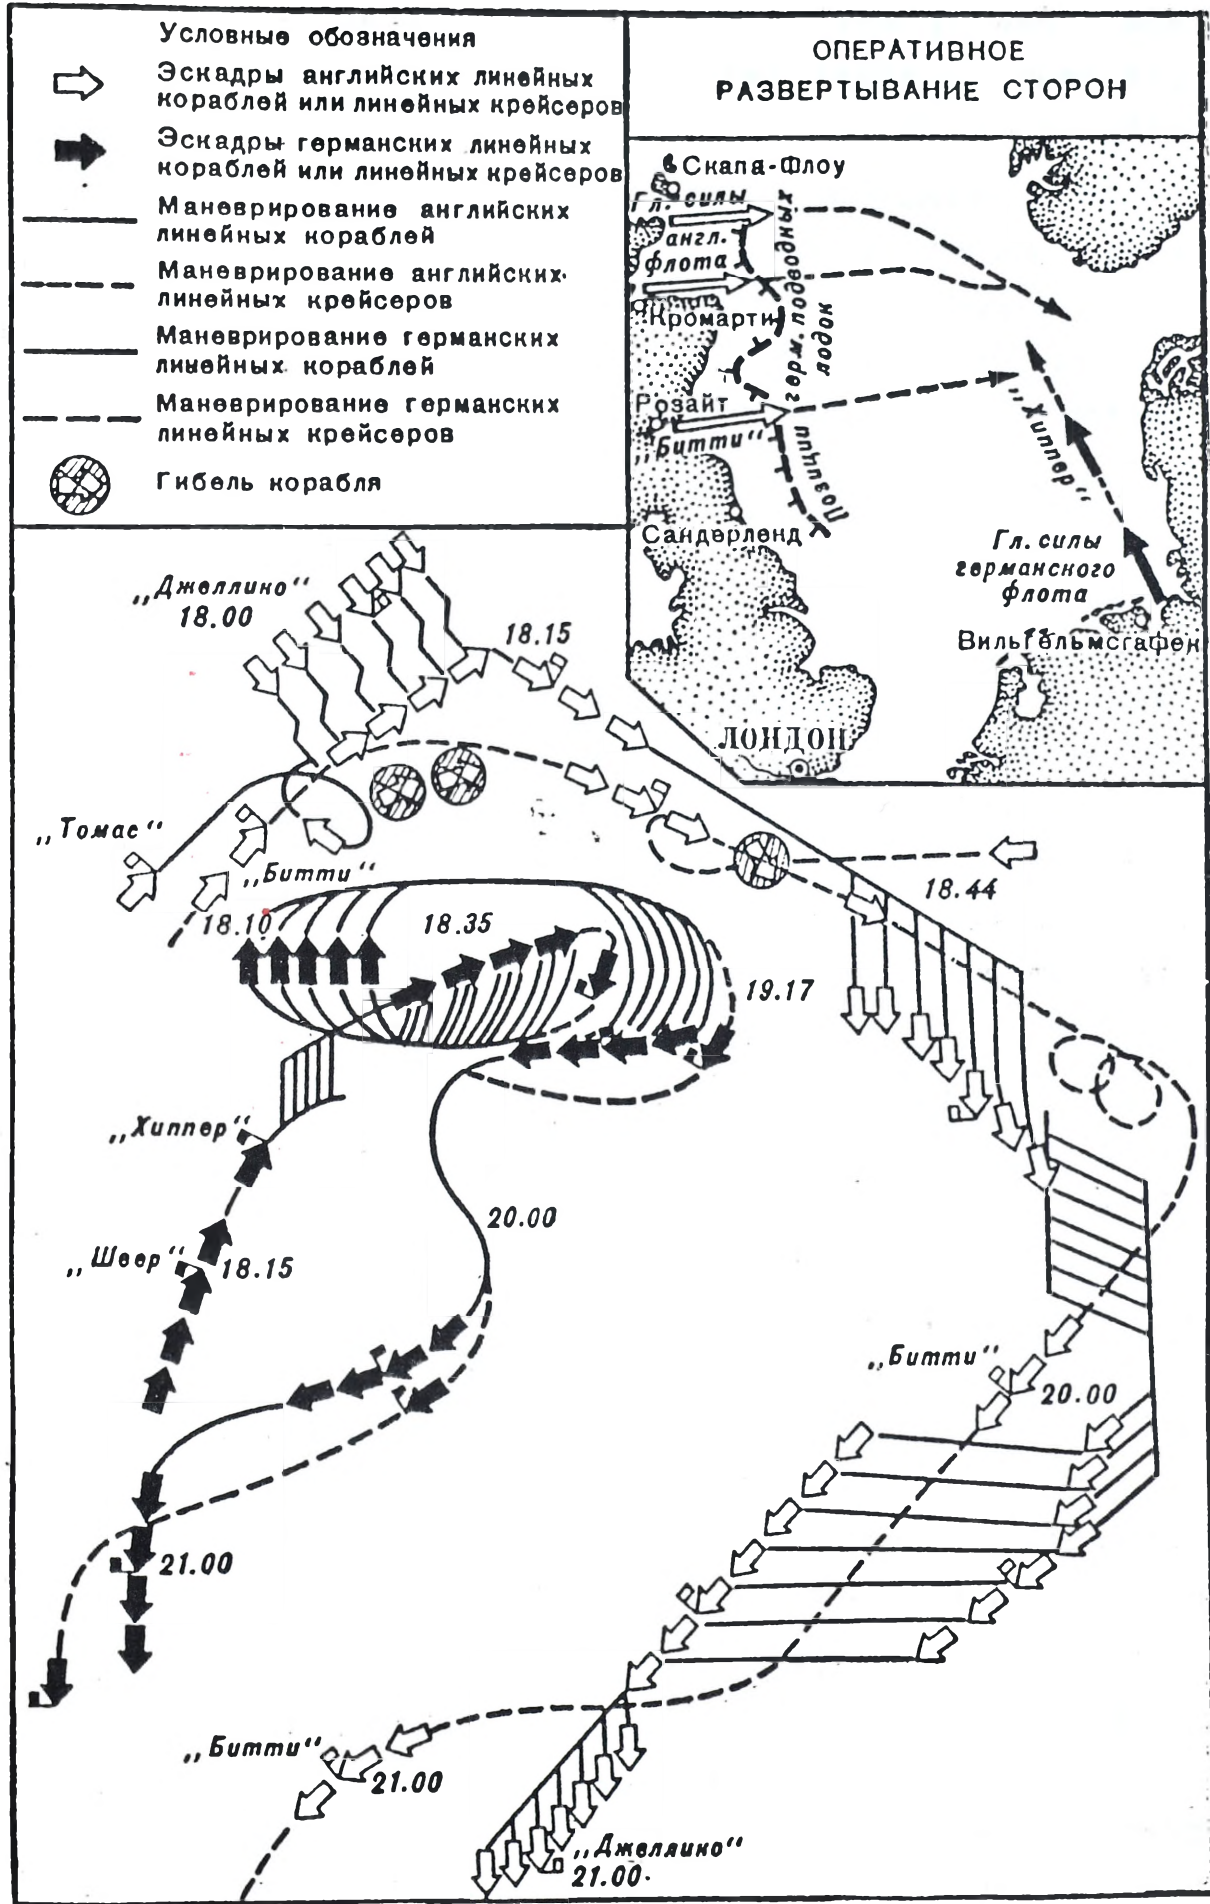 Условные обозначения
Эскадры английских линейных
кораблей или линейных крейсеров
Эскадры германских линейных
кораблей или линейных крейсеров
Маневрирование английских
линейных кораблей
Маневрирование английских
линейных крейсеров
Маневрирование германских
линейных кораблей
Маневрирование германских
линейных крейсеров
Гибель корабля
ОПЕРАТИВНОЕ
РАЗВЕРТЫВАНИЕ СТОРОН
в Скапа-Флоу
Гл. силы
англ.
флота
Кромарти
Позиции герм. подводных
лодок
Розайт
„Битти“
„Хиппер“
Сандерленд
Гл. силы
германского
флота
Вильгельмсгафен
ЛОНДОН
„Джеллико“
18.00
18.15
„Томас“
„Битти“
18.10
18.35
18.44
19.17
„Хиппер“
20.00
„Шеер“
18.15
„Битти“
20.00
21.00
„Битти“
21.00
„Джеллико“
21.00.